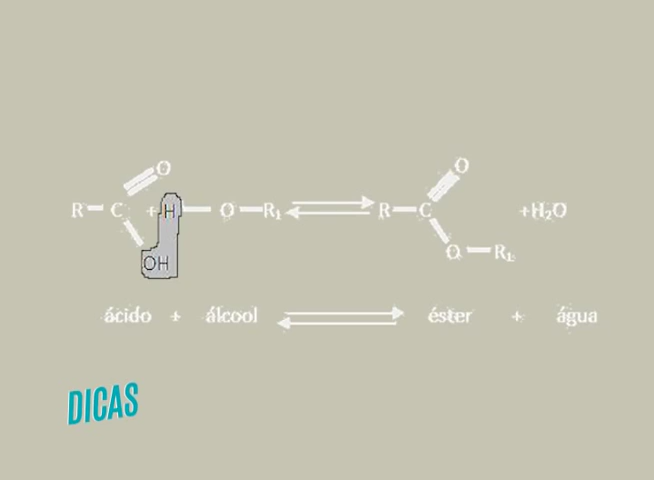 O O
R C + H O R₁ R C +H₂O
OH O R₁
ácido + álcool éster + água
DICAS